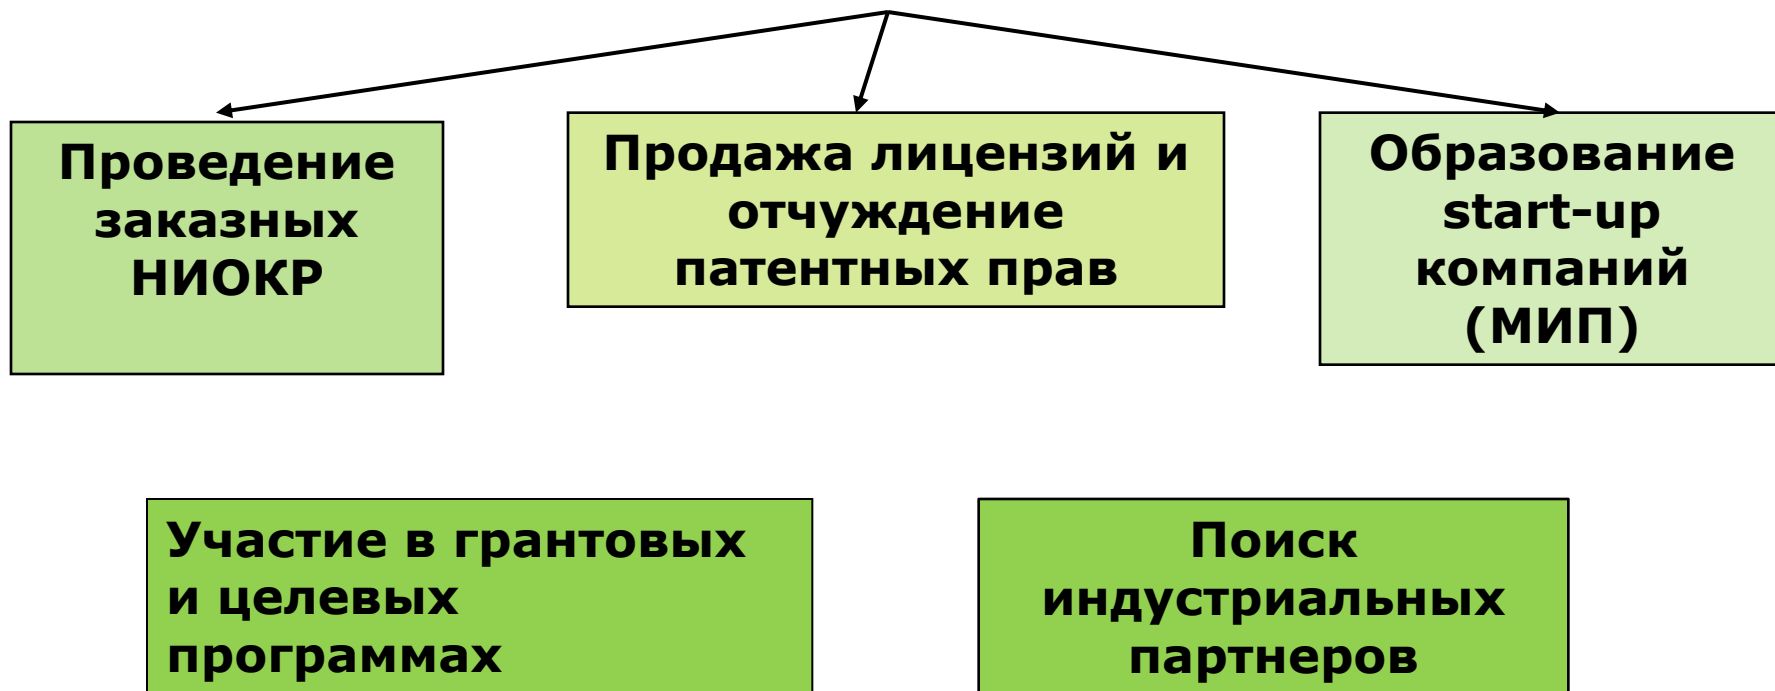 Проведение
заказных
НИОКР
Продажа лицензий и
отчуждение
патентных прав
Образование
start-up
компаний
(МИП)
Участие в грантовых
и целевых
программах
Поиск
индустриальных
партнеров